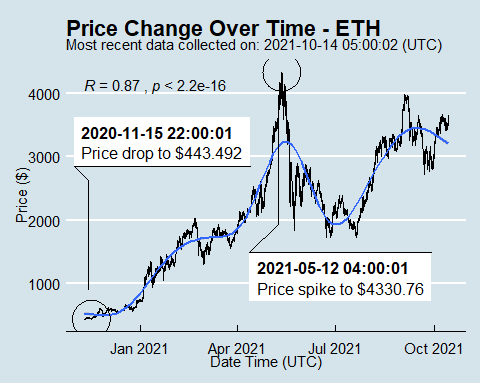 Price Change Over Time - ETH
Most recent data collected on: 2021-10-14 05:00:02 (UTC)
R = 0.87 , p < 2.2e-16
4000
2020-11-15 22:00:01
Price drop to $443.492
3000
Price ($)
2000
2021-05-12 04:00:01
Price spike to $4330.76
1000
Jan 2021 Apr 2021 Jul 2021 Oct 2021
Date Time (UTC)